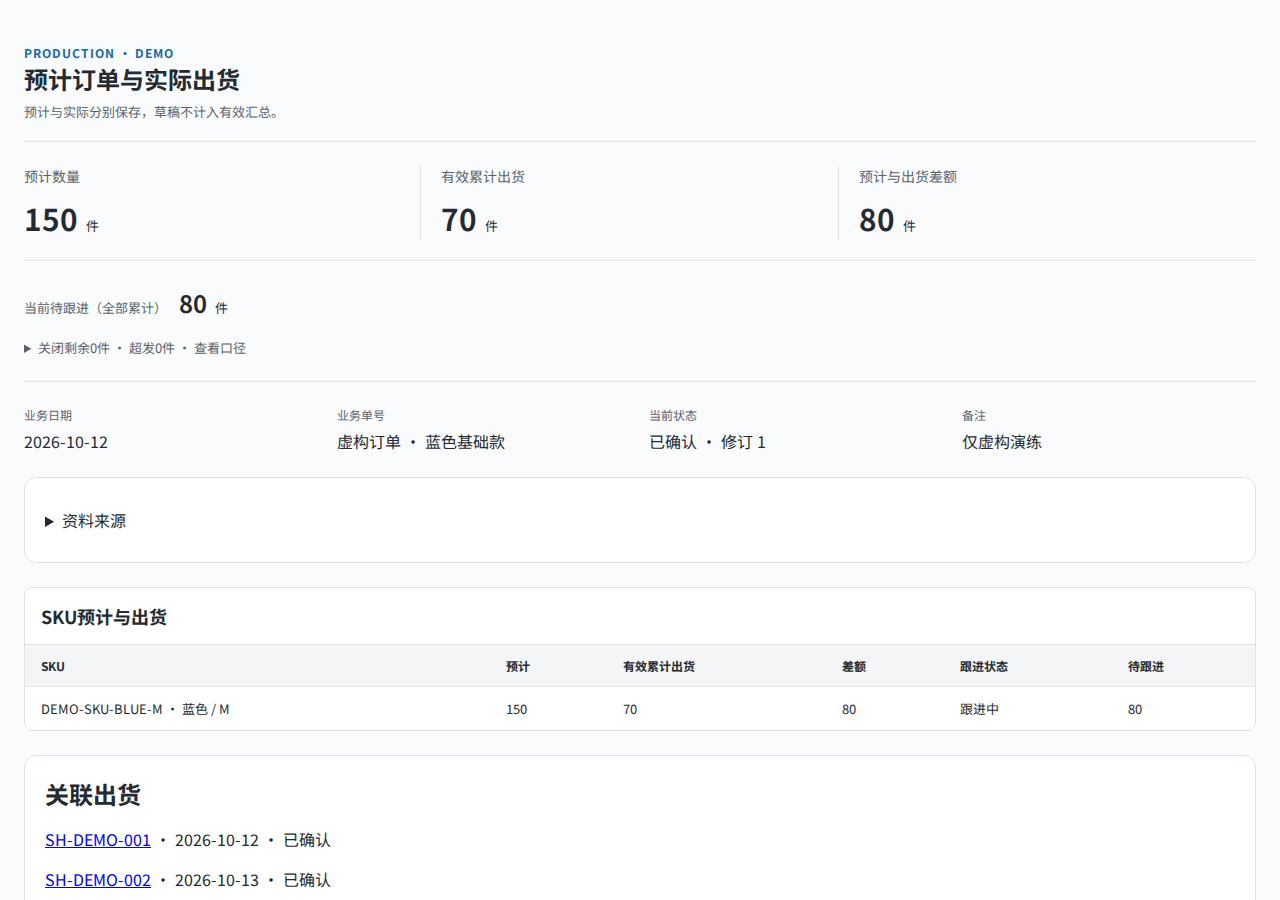 PRODUCTION · DEMO
预计订单与实际出货
预计与实际分别保存，草稿不计入有效汇总。
预计数量 有效累计出货 预计与出货差额
150 件 70 件 80 件
当前待跟进（全部累计） 80 件
▶ 关闭剩余0件 · 超发0件 · 查看口径
业务日期 业务单号 当前状态 备注
2026-10-12 虚构订单 · 蓝色基础款 已确认 · 修订 1 仅虚构演练
▶ 资料来源
SKU预计与出货
SKU 预计 有效累计出货 差额 跟进状态 待跟进
DEMO-SKU-BLUE-M · 蓝色 / M 150 70 80 跟进中 80
关联出货
SH-DEMO-001 · 2026-10-12 · 已确认
SH-DEMO-002 · 2026-10-13 · 已确认